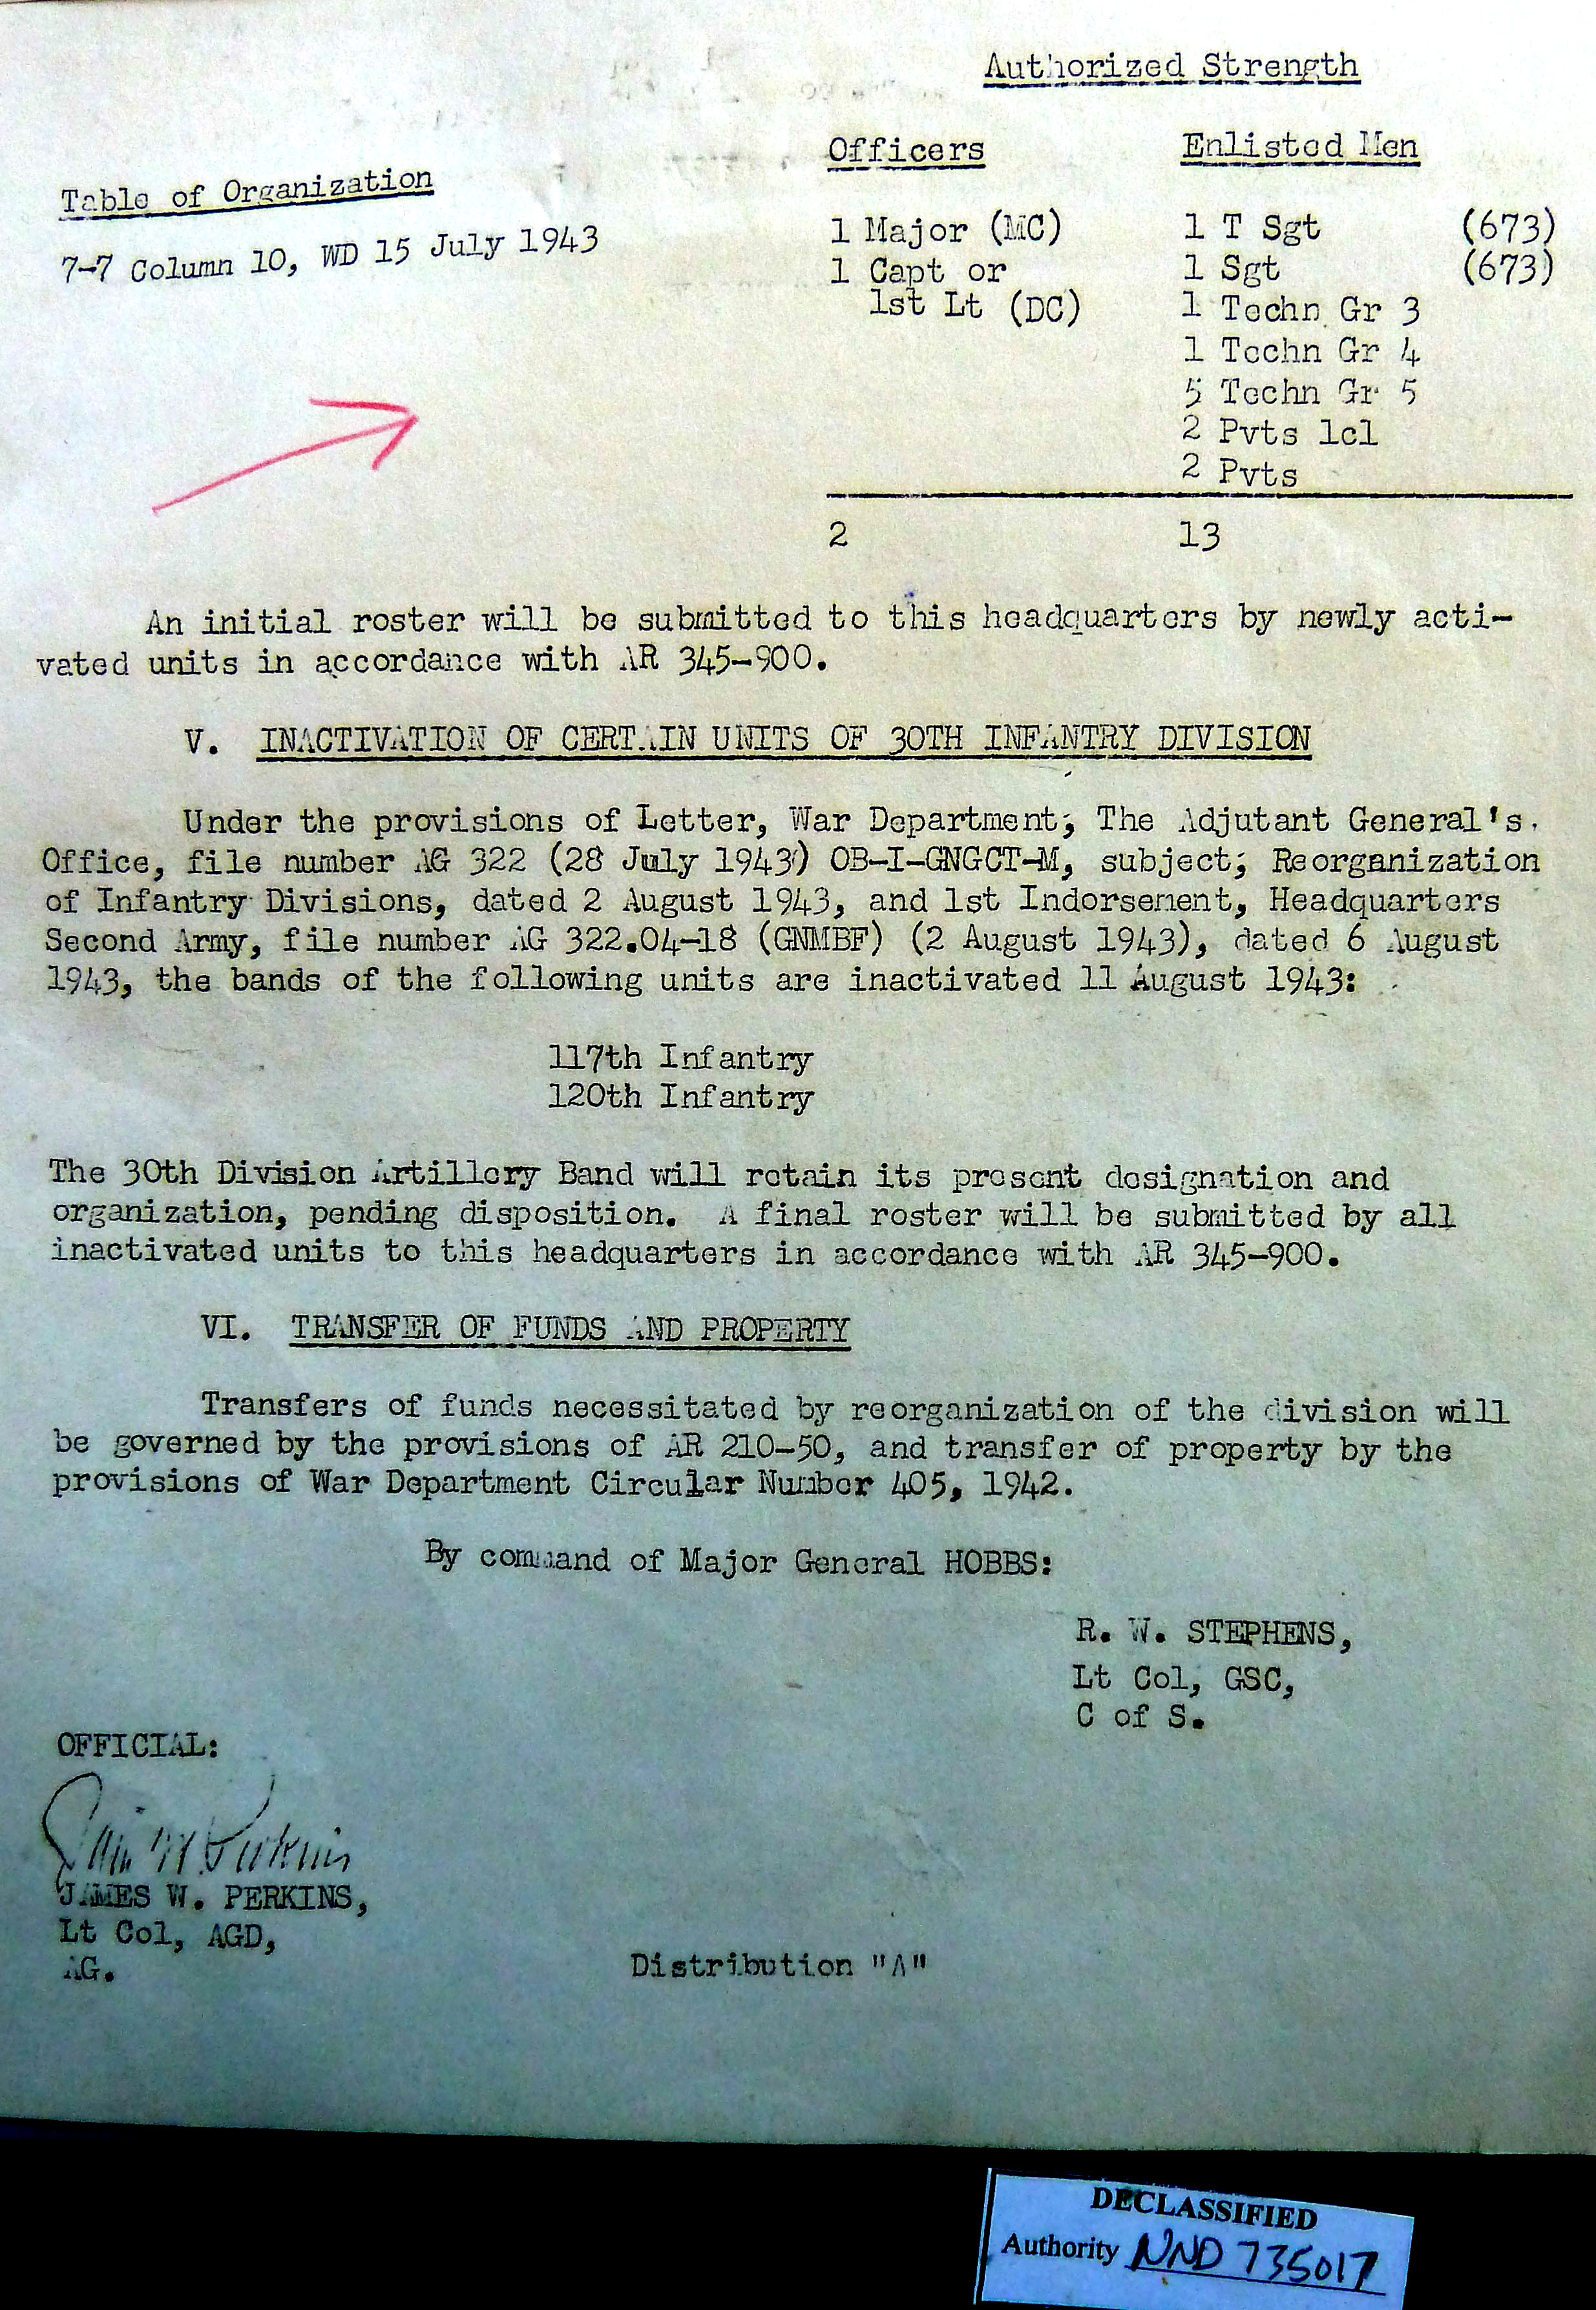 Authorized Strength
Officers Enlisted Men
Table of Organization
7-7 Column 10, WD 15 July 1943
1 Major (MC) 1 T Sgt (673)
1 Capt or 1 Sgt (673)
1st Lt (DC) 1 Techn Gr 3
1 Techn Gr 4
5 Techn Gr 5
2 Pvts 1cl
2 Pvts
2 13
An initial roster will be submitted to this headquarters by newly acti-
vated units in accordance with AR 345-900.
V. INACTIVATION OF CERTAIN UNITS OF 30TH INFANTRY DIVISION
Under the provisions of Letter, War Department; The Adjutant General's
Office, file number AG 322 (28 July 1943) OB-I-GNGCT-M, subject; Reorganization
of Infantry Divisions, dated 2 August 1943, and 1st Indorsement, Headquarters
Second Army, file number AG 322.04-18 (GNMBF) (2 August 1943), dated 6 August
1943, the bands of the following units are inactivated 11 August 1943:
117th Infantry
120th Infantry
The 30th Division Artillery Band will retain its present designation and
organization, pending disposition. A final roster will be submitted by all
inactivated units to this headquarters in accordance with AR 345-900.
VI. TRANSFER OF FUNDS AND PROPERTY
Transfers of funds necessitated by reorganization of the division will
be governed by the provisions of AR 210-50, and transfer of property by the
provisions of War Department Circular Number 405, 1942.
By command of Major General HOBBS:
R. W. STEPHENS,
Lt Col, GSC,
C of S.
OFFICIAL:
James W. Perkins
JAMES W. PERKINS,
Lt Col, AGD,
AG.
Distribution "A"
DECLASSIFIED
Authority NND 735017